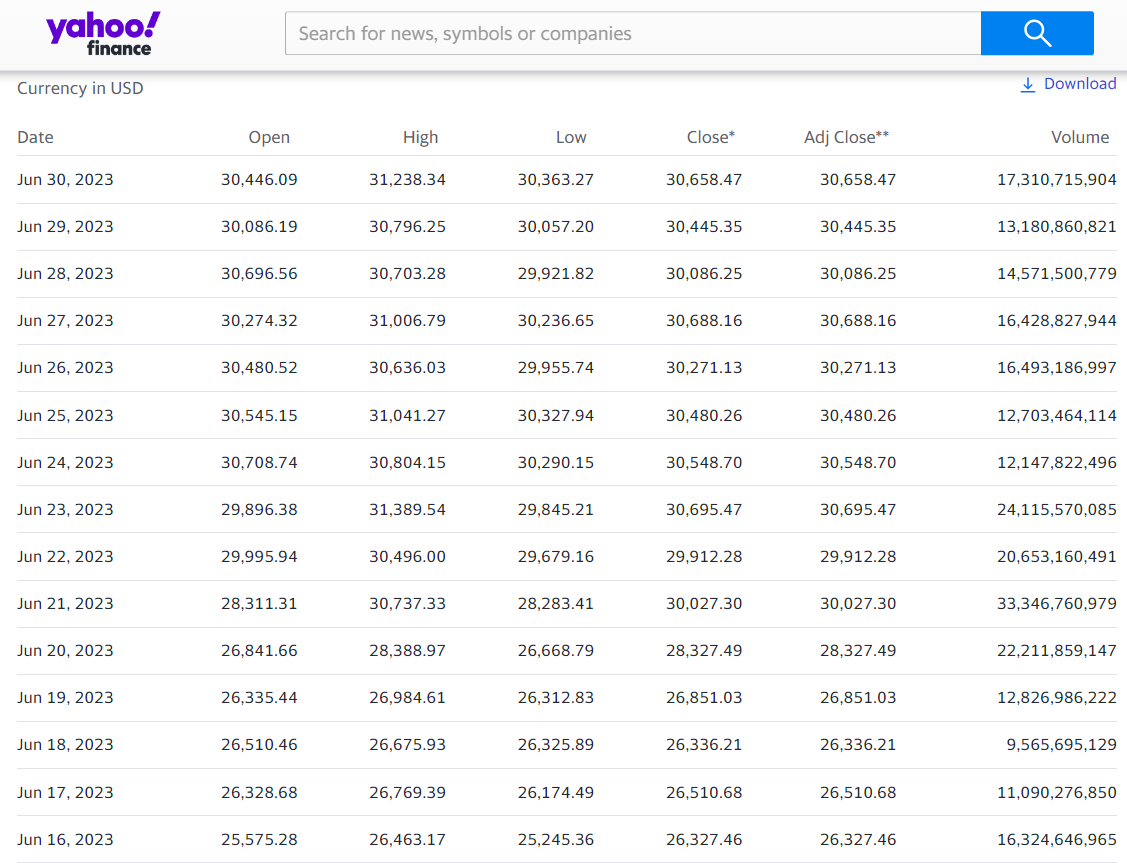 yahoo!
finance
Search for news, symbols or companies
Currency in USD
Download
Date Open High Low Close* Adj Close** Volume
Jun 30, 2023 30,446.09 31,238.34 30,363.27 30,658.47 30,658.47 17,310,715,904
Jun 29, 2023 30,086.19 30,796.25 30,057.20 30,445.35 30,445.35 13,180,860,821
Jun 28, 2023 30,696.56 30,703.28 29,921.82 30,086.25 30,086.25 14,571,500,779
Jun 27, 2023 30,274.32 31,006.79 30,236.65 30,688.16 30,688.16 16,428,827,944
Jun 26, 2023 30,480.52 30,636.03 29,955.74 30,271.13 30,271.13 16,493,186,997
Jun 25, 2023 30,545.15 31,041.27 30,327.94 30,480.26 30,480.26 12,703,464,114
Jun 24, 2023 30,708.74 30,804.15 30,290.15 30,548.70 30,548.70 12,147,822,496
Jun 23, 2023 29,896.38 31,389.54 29,845.21 30,695.47 30,695.47 24,115,570,085
Jun 22, 2023 29,995.94 30,496.00 29,679.16 29,912.28 29,912.28 20,653,160,491
Jun 21, 2023 28,311.31 30,737.33 28,283.41 30,027.30 30,027.30 33,346,760,979
Jun 20, 2023 26,841.66 28,388.97 26,668.79 28,327.49 28,327.49 22,211,859,147
Jun 19, 2023 26,335.44 26,984.61 26,312.83 26,851.03 26,851.03 12,826,986,222
Jun 18, 2023 26,510.46 26,675.93 26,325.89 26,336.21 26,336.21 9,565,695,129
Jun 17, 2023 26,328.68 26,769.39 26,174.49 26,510.68 26,510.68 11,090,276,850
Jun 16, 2023 25,575.28 26,463.17 25,245.36 26,327.46 26,327.46 16,324,646,965